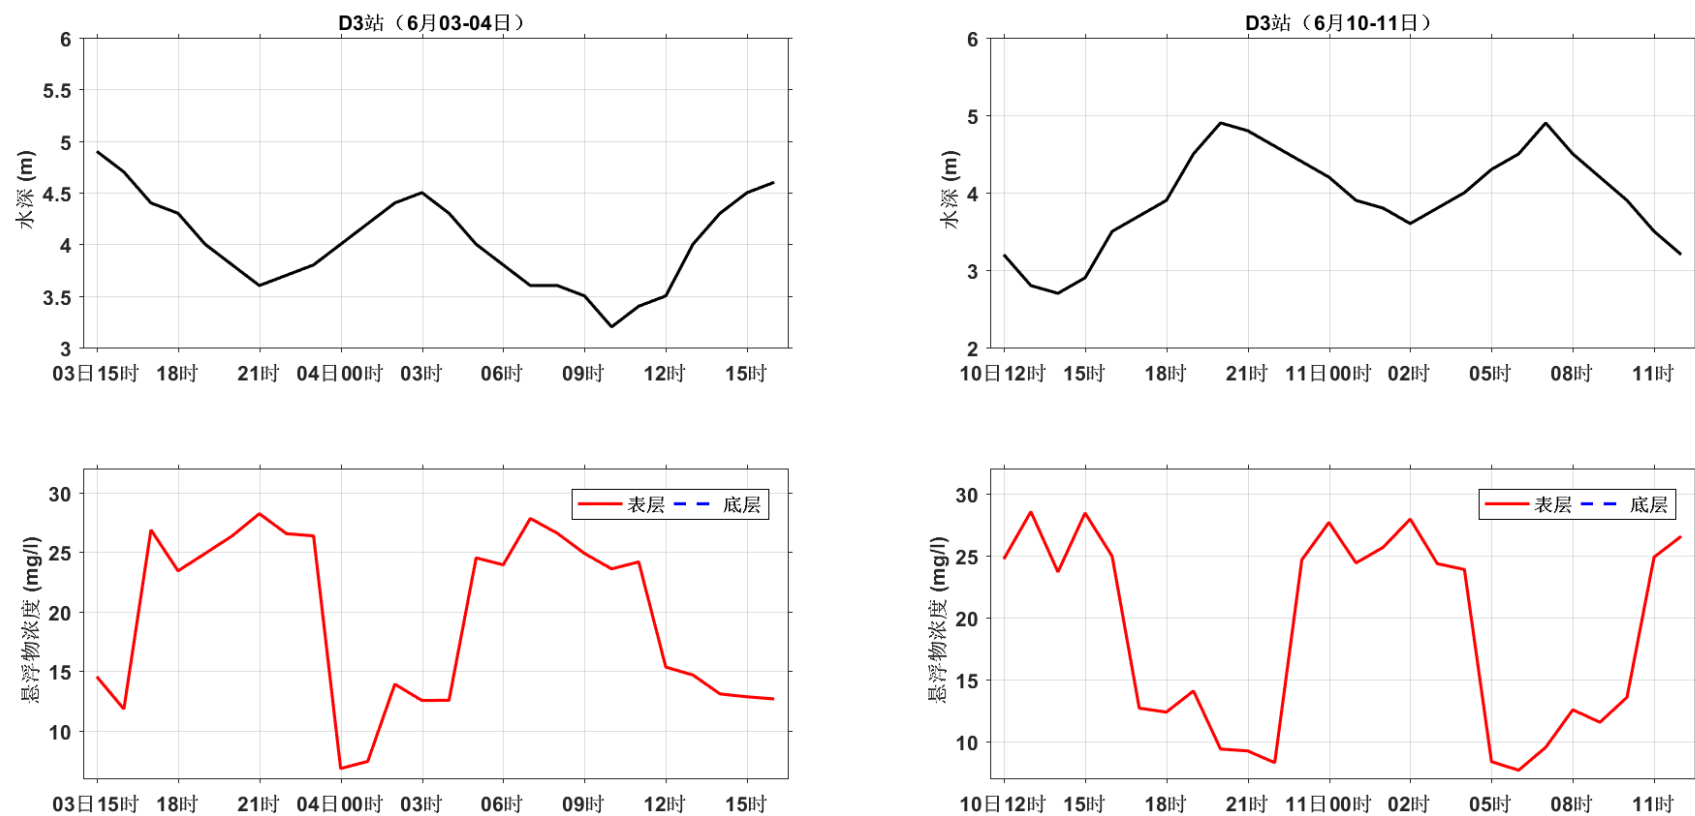 D3站（6月03-04日）
6
5.5
5
4.5
4
3.5
3
水深 (m)
03日15时 18时 21时 04日00时 03时 06时 09时 12时 15时
D3站（6月10-11日）
6
5
4
3
2
水深 (m)
10日12时 15时 18时 21时 11日00时 02时 05时 08时 11时
30
25
20
15
10
悬浮物浓度 (mg/l)
表层 底层
03日15时 18时 21时 04日00时 03时 06时 09时 12时 15时
30
25
20
15
10
悬浮物浓度 (mg/l)
表层 底层
10日12时 15时 18时 21时 11日00时 02时 05时 08时 11时